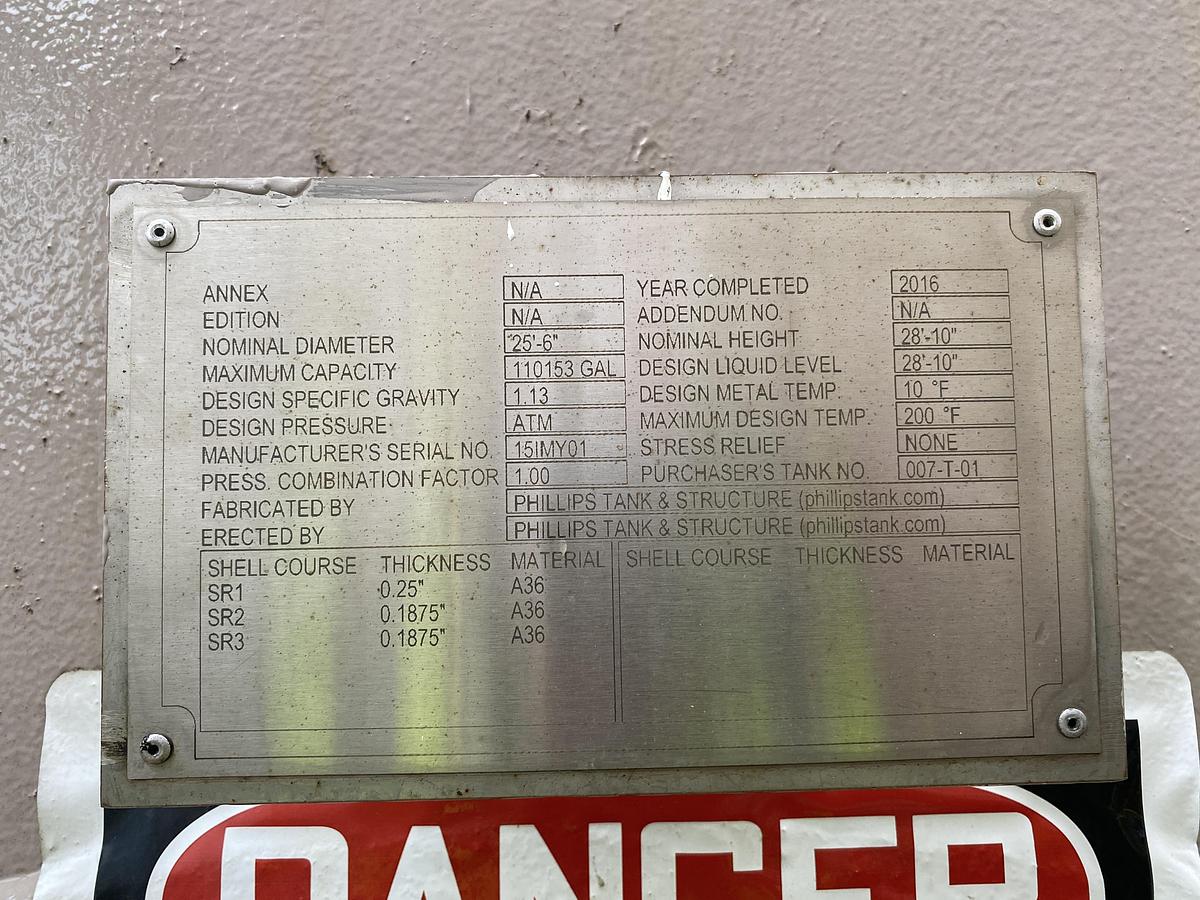 ANNEX N/A YEAR COMPLETED 2016
EDITION N/A ADDENDUM NO. N/A
NOMINAL DIAMETER 25'-6" NOMINAL HEIGHT 28'-10"
MAXIMUM CAPACITY 110153 GAL DESIGN LIQUID LEVEL 28'-10"
DESIGN SPECIFIC GRAVITY 1.13 DESIGN METAL TEMP. 10 °F
DESIGN PRESSURE ATM MAXIMUM DESIGN TEMP. 200 °F
MANUFACTURER'S SERIAL NO. 15IMY01 STRESS RELIEF NONE
PRESS. COMBINATION FACTOR 1.00 PURCHASER'S TANK NO. 007-T-01
FABRICATED BY PHILLIPS TANK & STRUCTURE (phillipstank.com)
ERECTED BY PHILLIPS TANK & STRUCTURE (phillipstank.com)
SHELL COURSE THICKNESS MATERIAL SHELL COURSE THICKNESS MATERIAL
SR1 0.25" A36
SR2 0.1875" A36
SR3 0.1875" A36
DANGER